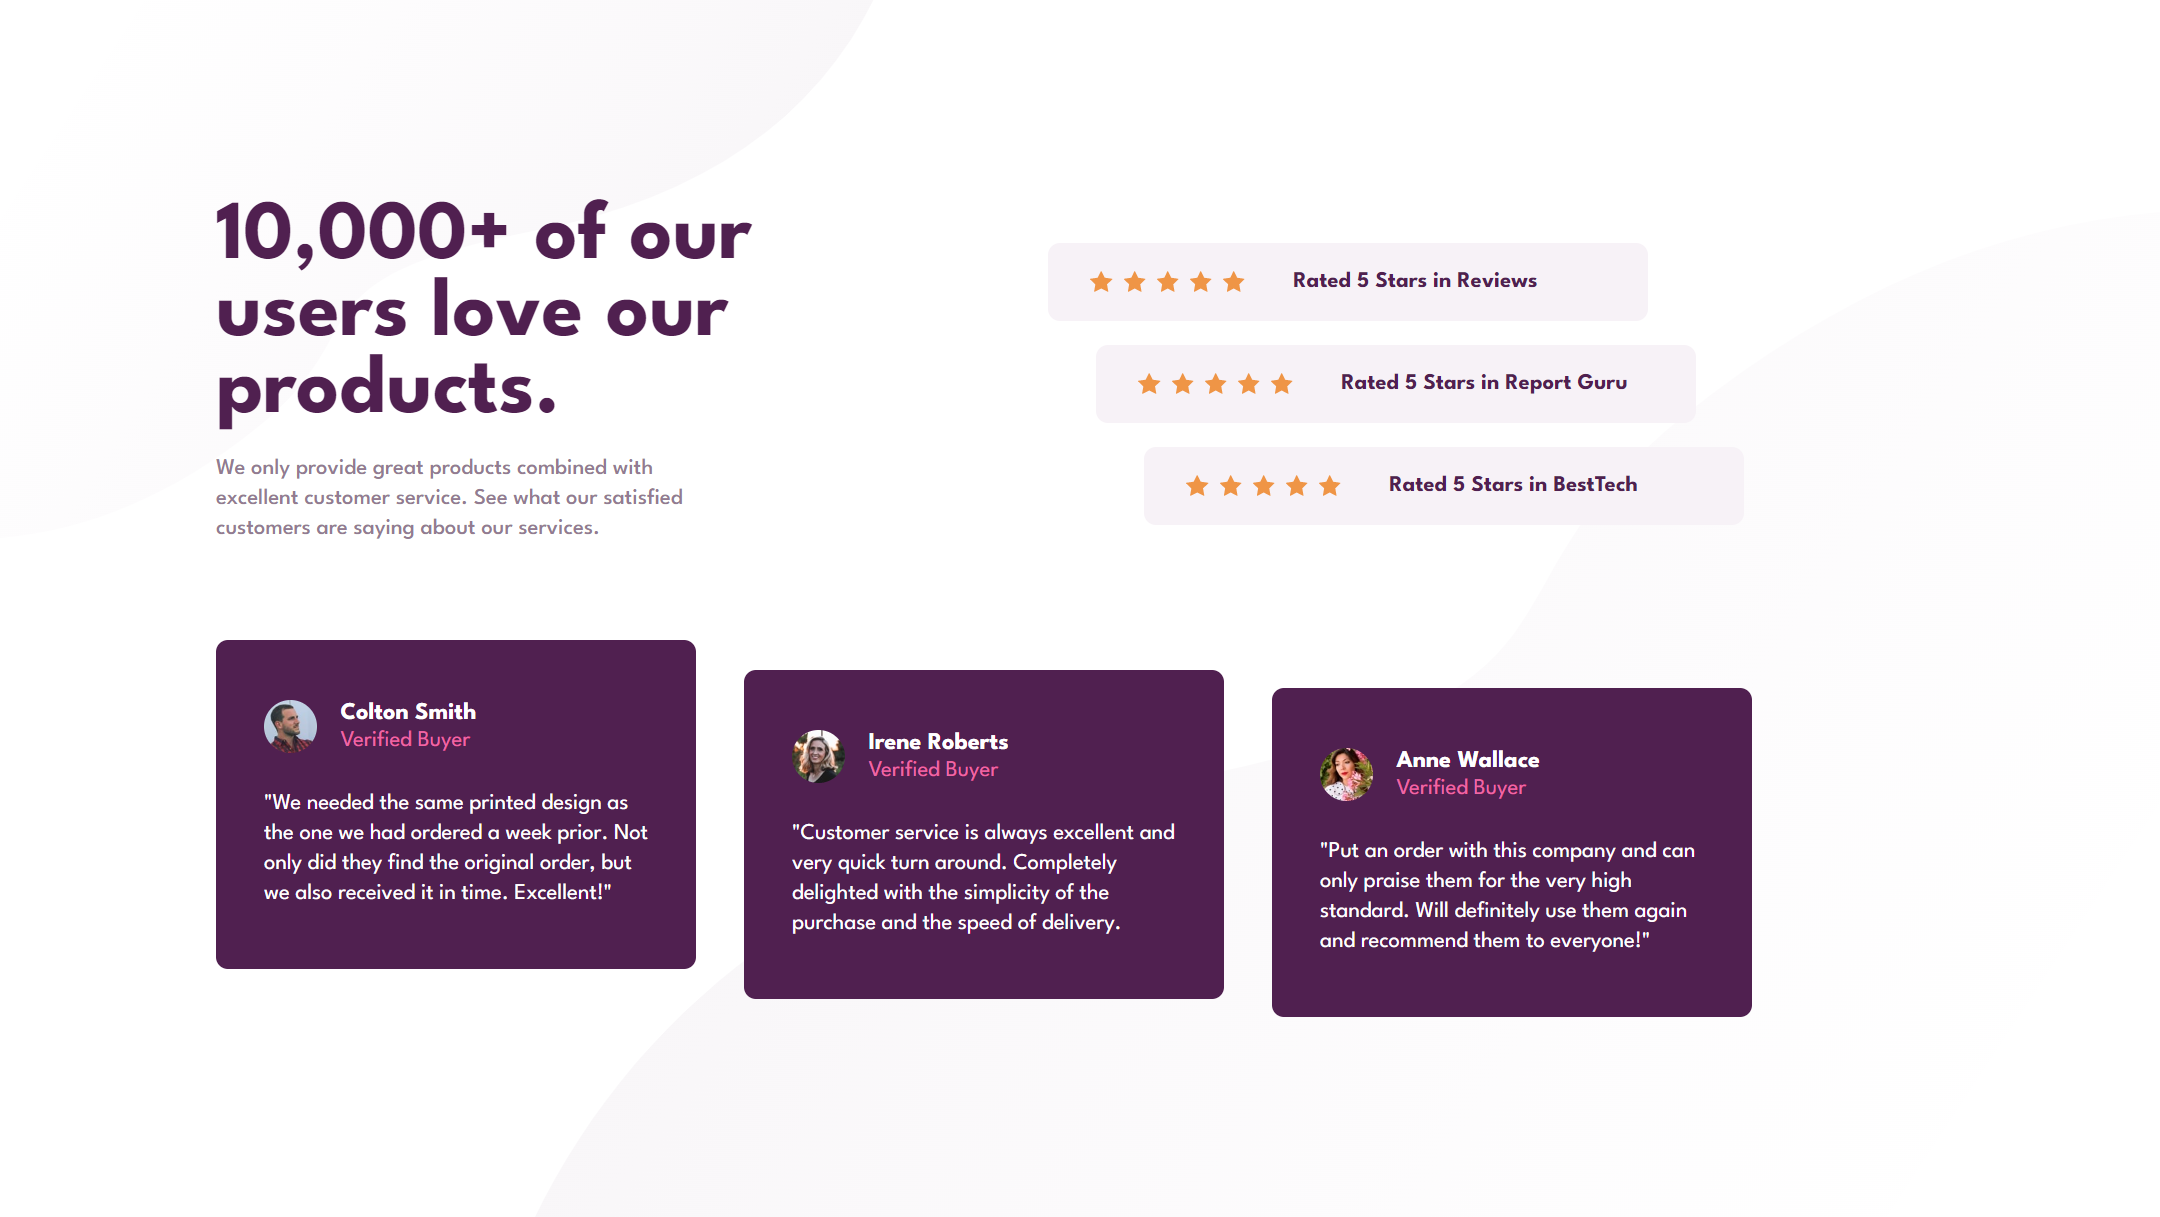 10,000+ of our
users love our
products.
We only provide great products combined with
excellent customer service. See what our satisfied
customers are saying about our services.
Rated 5 Stars in Reviews
Rated 5 Stars in Report Guru
Rated 5 Stars in BestTech
Colton Smith
Verified Buyer
"We needed the same printed design as
the one we had ordered a week prior. Not
only did they find the original order, but
we also received it in time. Excellent!"
Irene Roberts
Verified Buyer
"Customer service is always excellent and
very quick turn around. Completely
delighted with the simplicity of the
purchase and the speed of delivery.
Anne Wallace
Verified Buyer
"Put an order with this company and can
only praise them for the very high
standard. Will definitely use them again
and recommend them to everyone!"